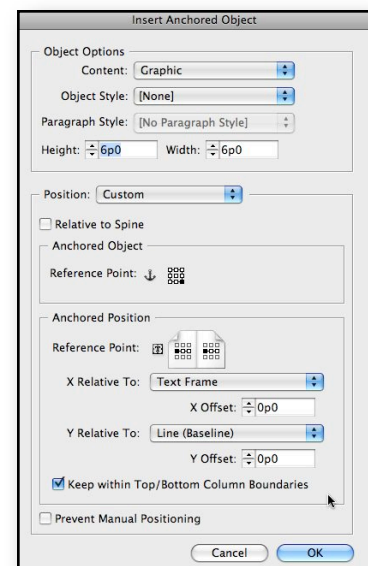 Insert Anchored Object
Object Options
Content: Graphic
Object Style: [None]
Paragraph Style: [No Paragraph Style]
Height: 6p0 Width: 6p0
Position: Custom
Relative to Spine
Anchored Object
Reference Point:
Anchored Position
Reference Point:
X Relative To: Text Frame
X Offset: 0p0
Y Relative To: Line (Baseline)
Y Offset: 0p0
Keep within Top/Bottom Column Boundaries
Prevent Manual Positioning
Cancel OK